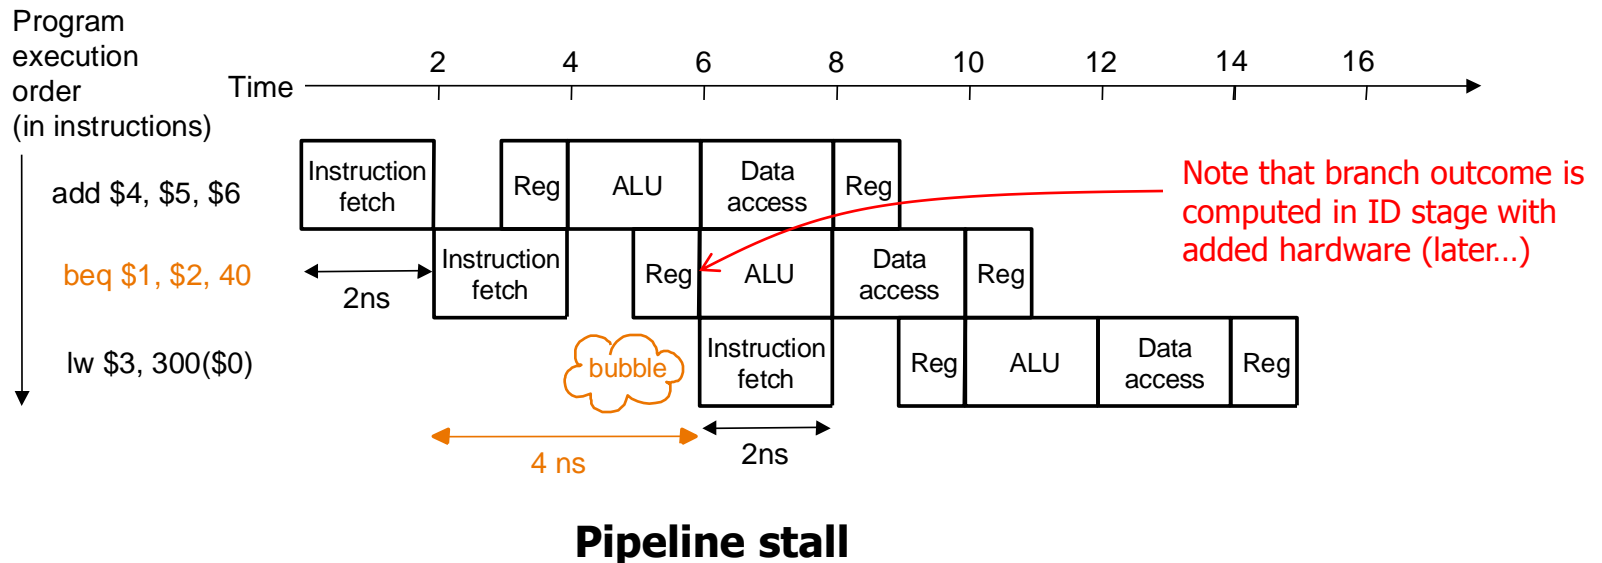 Program
execution
order
(in instructions)
Time
2 4 6 8 10 12 14 16
add $4, $5, $6
Instruction
fetch
Reg
ALU
Data
access
Reg
Note that branch outcome is
computed in ID stage with
added hardware (later...)
beq $1, $2, 40
2ns
Instruction
fetch
Reg
ALU
Data
access
Reg
lw $3, 300($0)
bubble
Instruction
fetch
Reg
ALU
Data
access
Reg
4 ns
2ns
Pipeline stall